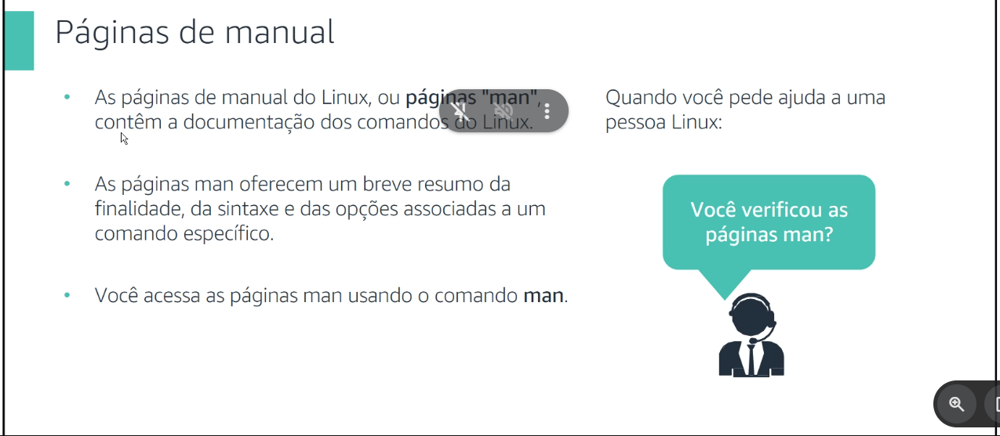 Páginas de manual
• As páginas de manual do Linux, ou páginas "man",
contêm a documentação dos comandos do Linux.
• As páginas man oferecem um breve resumo da
finalidade, da sintaxe e das opções associadas a um
comando específico.
• Você acessa as páginas man usando o comando man.
Quando você pede ajuda a uma
pessoa Linux:
Você verificou as
páginas man?